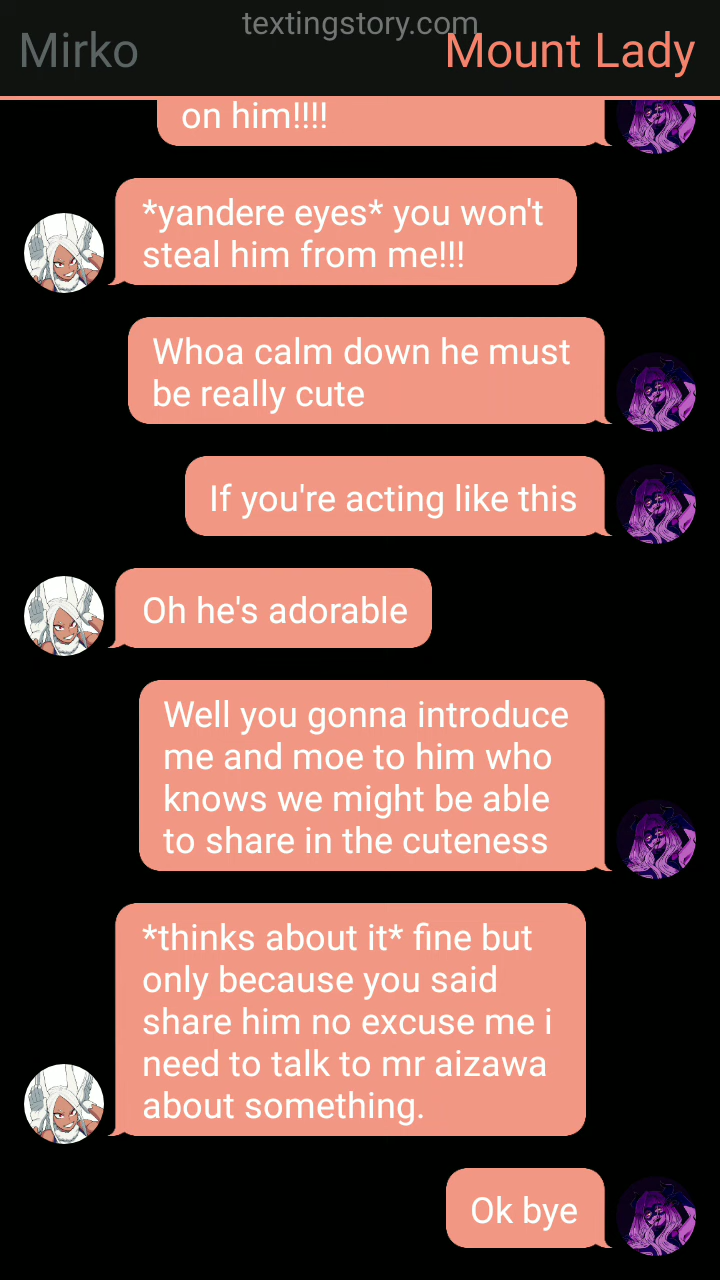 textingstory.com
Mirko
Mount Lady
on him!!!!
*yandere eyes* you won't
steal him from me!!!
Whoa calm down he must
be really cute
If you're acting like this
Oh he's adorable
Well you gonna introduce
me and moe to him who
knows we might be able
to share in the cuteness
*thinks about it* fine but
only because you said
share him no excuse me i
need to talk to mr aizawa
about something.
Ok bye